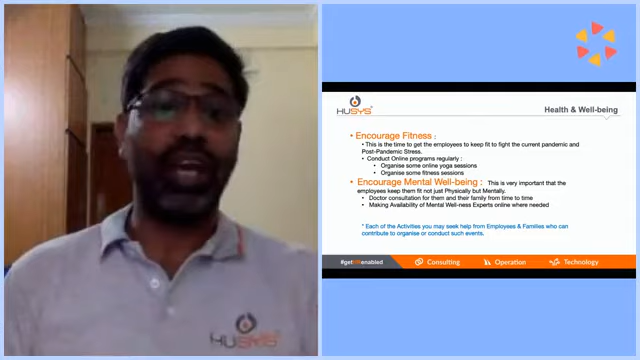 HUSYS
HUSYS
Health & Well-being
• Encourage Fitness :
• This is the time to get the employees to keep fit to fight the current pandemic and
Post-Pandemic Stress.
• Conduct Online programs regularly :
• Organise some online yoga sessions
• Organise some fitness sessions
• Encourage Mental Well-being : This is very important that the
employees keep them fit not just Physically but Mentally.
• Doctor consultation for them and their family from time to time
• Making Availability of Mental Well-ness Experts online where needed
* Each of the Activities you may seek help from Employees & Families who can
contribute to organise or conduct such events.
#getHRenabled
Consulting
Operation
Technology